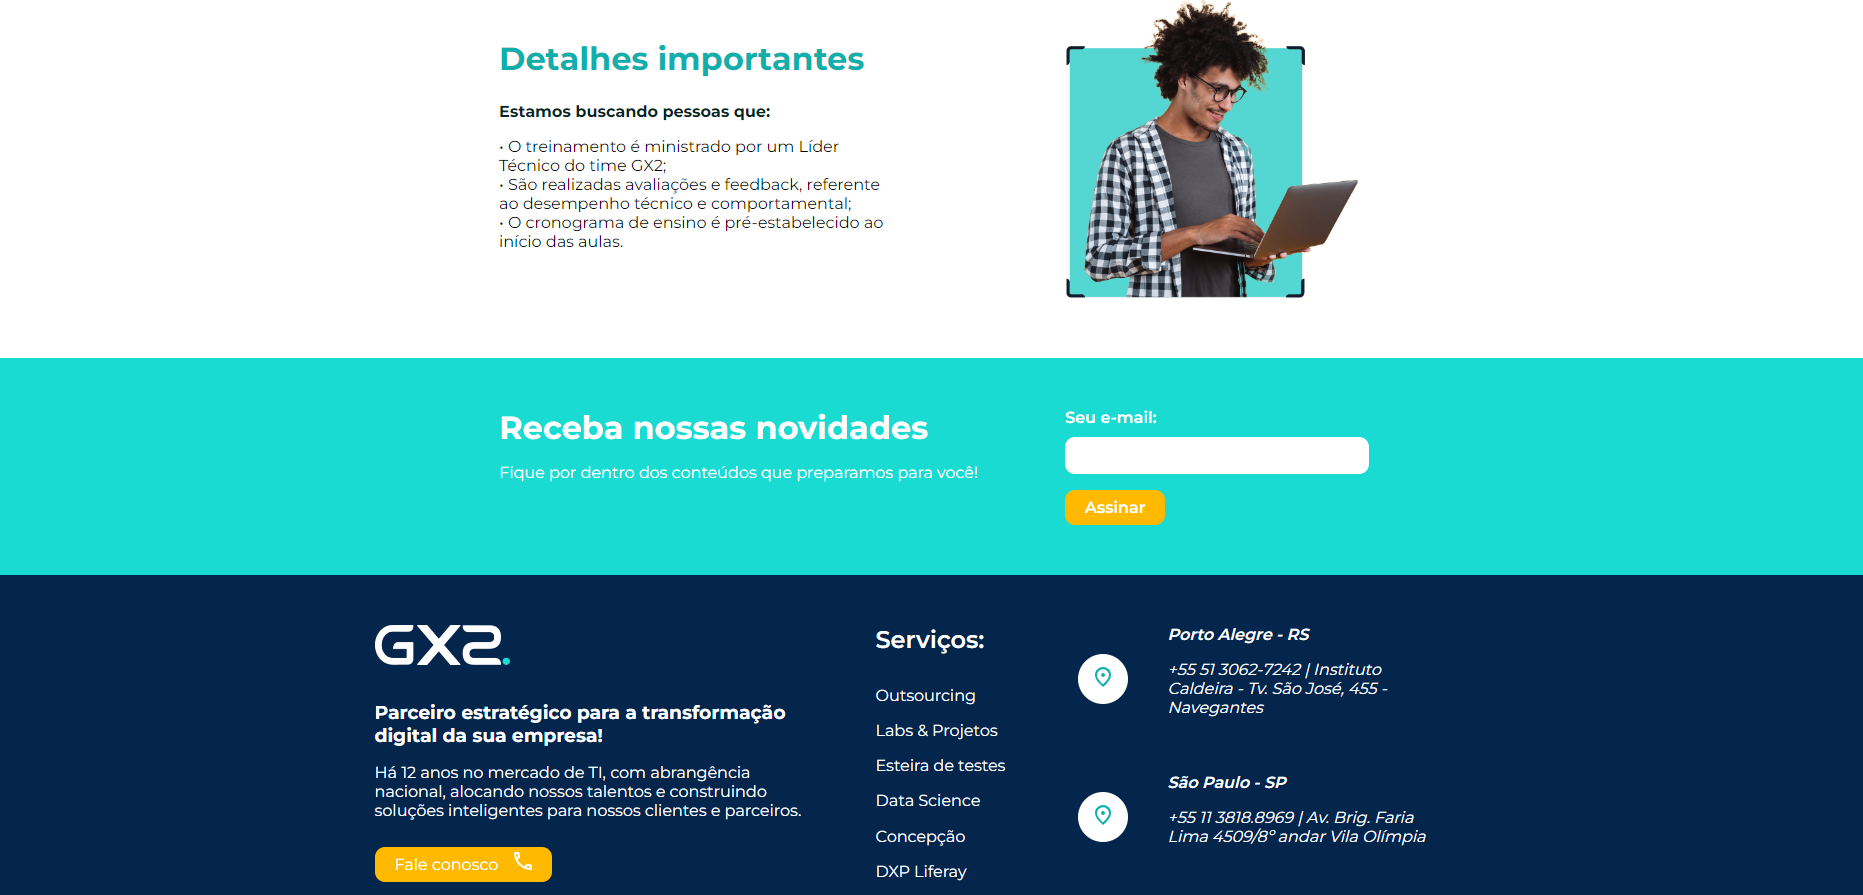 Detalhes importantes
Estamos buscando pessoas que:
• O treinamento é ministrado por um Líder
Técnico do time GX2;
• São realizadas avaliações e feedback, referente
ao desempenho técnico e comportamental;
• O cronograma de ensino é pré-estabelecido ao
início das aulas.
Receba nossas novidades
Fique por dentro dos conteúdos que preparamos para você!
Seu e-mail:
Assinar
GX2.
Parceiro estratégico para a transformação
digital da sua empresa!
Há 12 anos no mercado de TI, com abrangência
nacional, alocando nossos talentos e construindo
soluções inteligentes para nossos clientes e parceiros.
Fale conosco
Serviços:
Outsourcing
Labs & Projetos
Esteira de testes
Data Science
Concepção
DXP Liferay
Porto Alegre - RS
+55 51 3062-7242 | Instituto
Caldeira - Tv. São José, 455 -
Navegantes
São Paulo - SP
+55 11 3818.8969 | Av. Brig. Faria
Lima 4509/8º andar Vila Olímpia